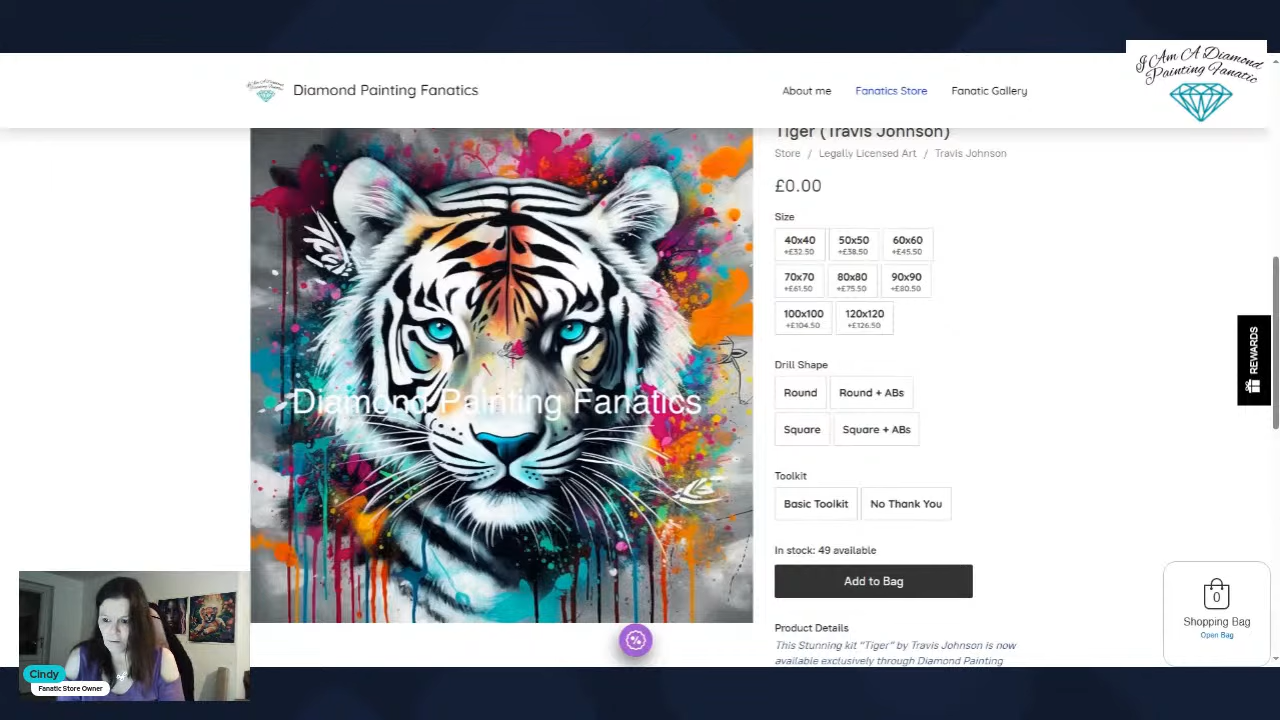 I Am A Diamond
Painting Fanatic
Diamond Painting Fanatics
About me
Fanatics Store
Fanatic Gallery
Tiger (Travis Johnson)
Store / Legally Licensed Art / Travis Johnson
£0.00
Size
40x40 50x50 60x60
+£32.50 +£38.50 +£45.50
70x70 80x80 90x90
+£61.50 +£75.50 +£80.50
100x100 120x120
+£104.50 +£126.50
Drill Shape
Round Round + ABs
Square Square + ABs
Toolkit
Basic Toolkit No Thank You
In stock: 49 available
Add to Bag
Product Details
This Stunning kit "Tiger" by Travis Johnson is now
available exclusively through Diamond Painting
Diamond Painting Fanatics
REWARDS
0
Shopping Bag
Open Bag
Cindy
Fanatic Store Owner